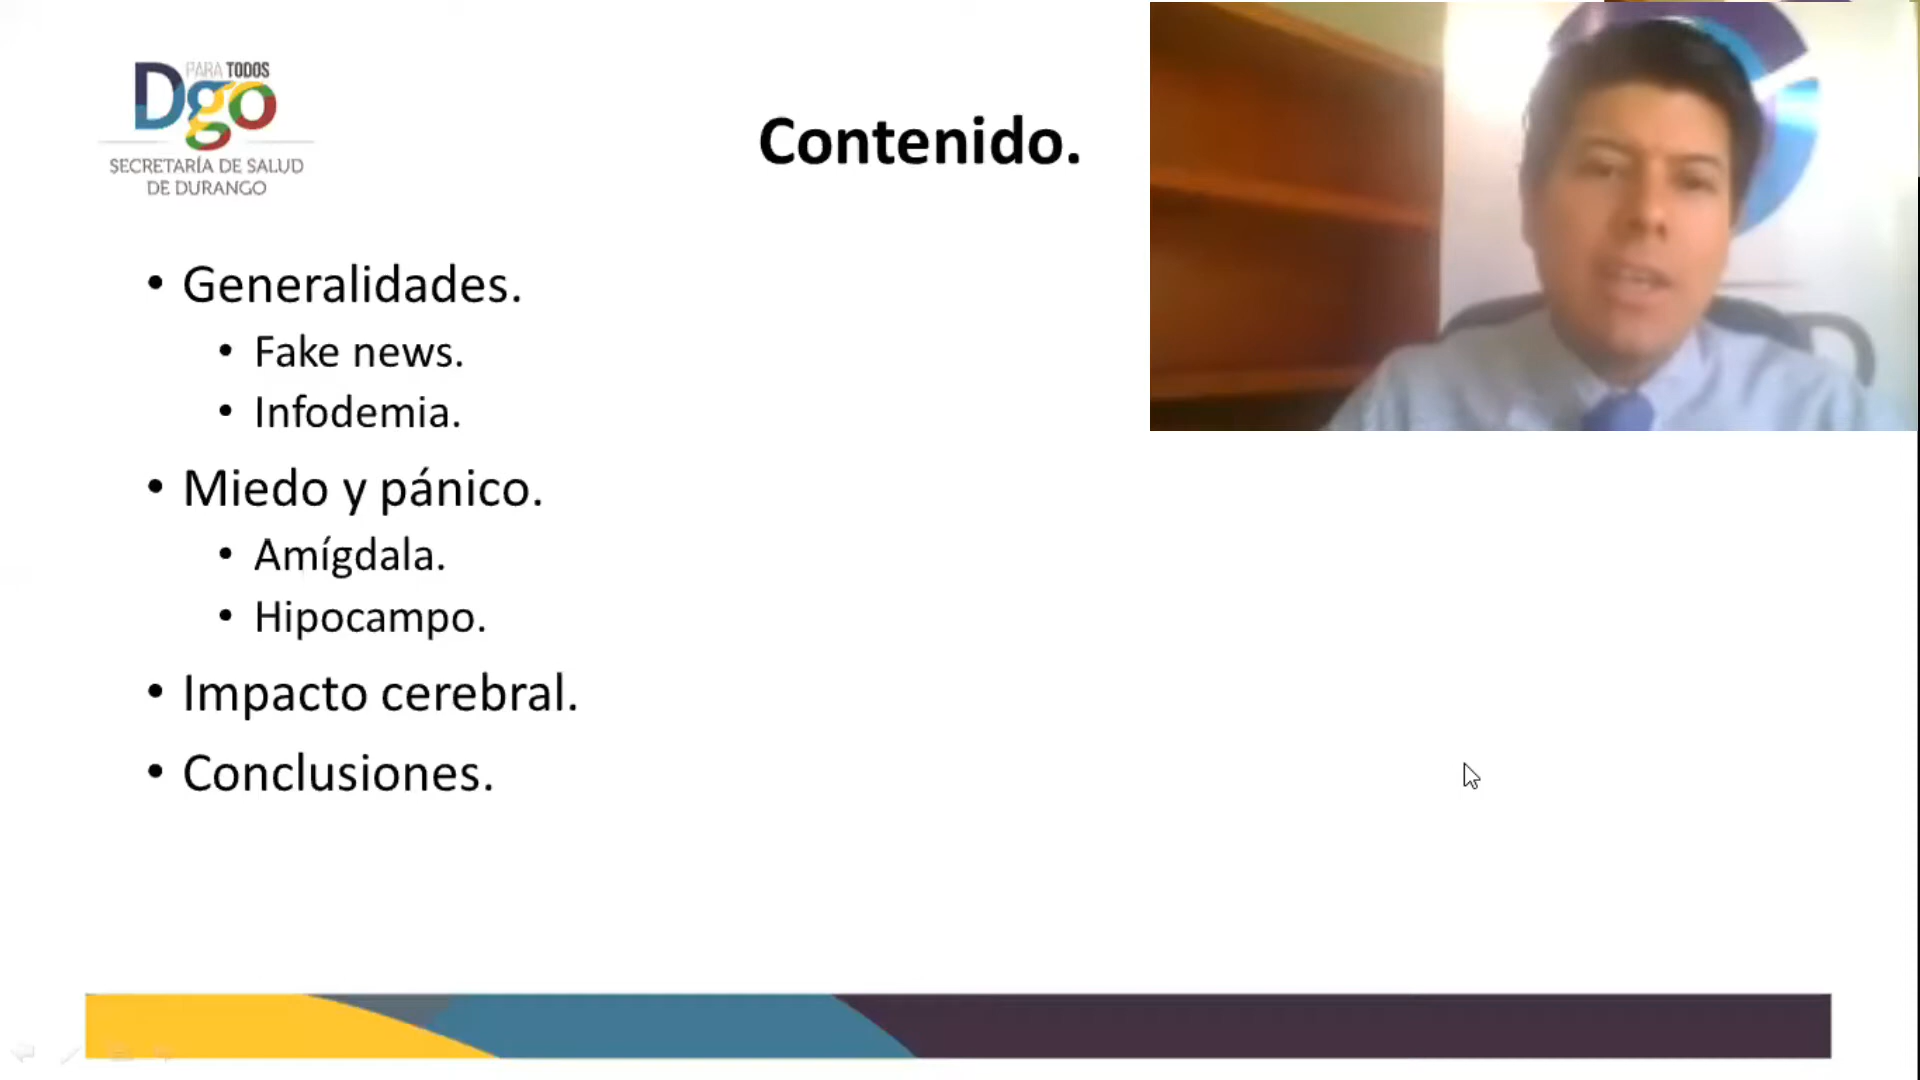 PARA TODOS
Dgo
SECRETARÍA DE SALUD
DE DURANGO
Contenido.
• Generalidades.
• Fake news.
• Infodemia.
• Miedo y pánico.
• Amígdala.
• Hipocampo.
• Impacto cerebral.
• Conclusiones.